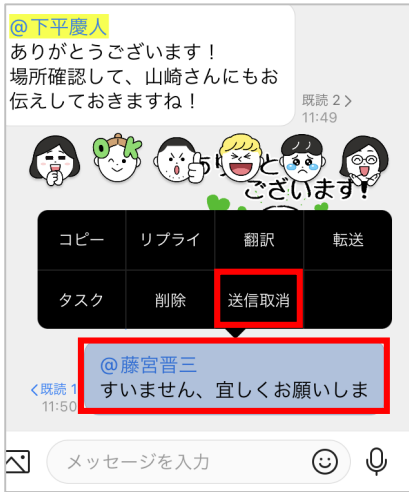 @下平慶人
ありがとうございます！
場所確認して、山崎さんにもお
伝えしておきますね！
既読 2 >
11:49
OK
ございます!
コピー リプライ 翻訳 転送
タスク 削除 送信取消
@藤宮晋三
すいません、宜しくお願いしま
<既読 1
11:50
メッセージを入力